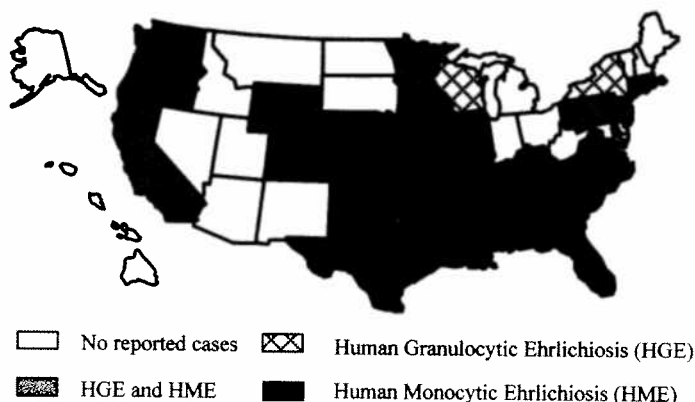 No reported cases
Human Granulocytic Ehrlichiosis (HGE)
HGE and HME
Human Monocytic Ehrlichiosis (HME)